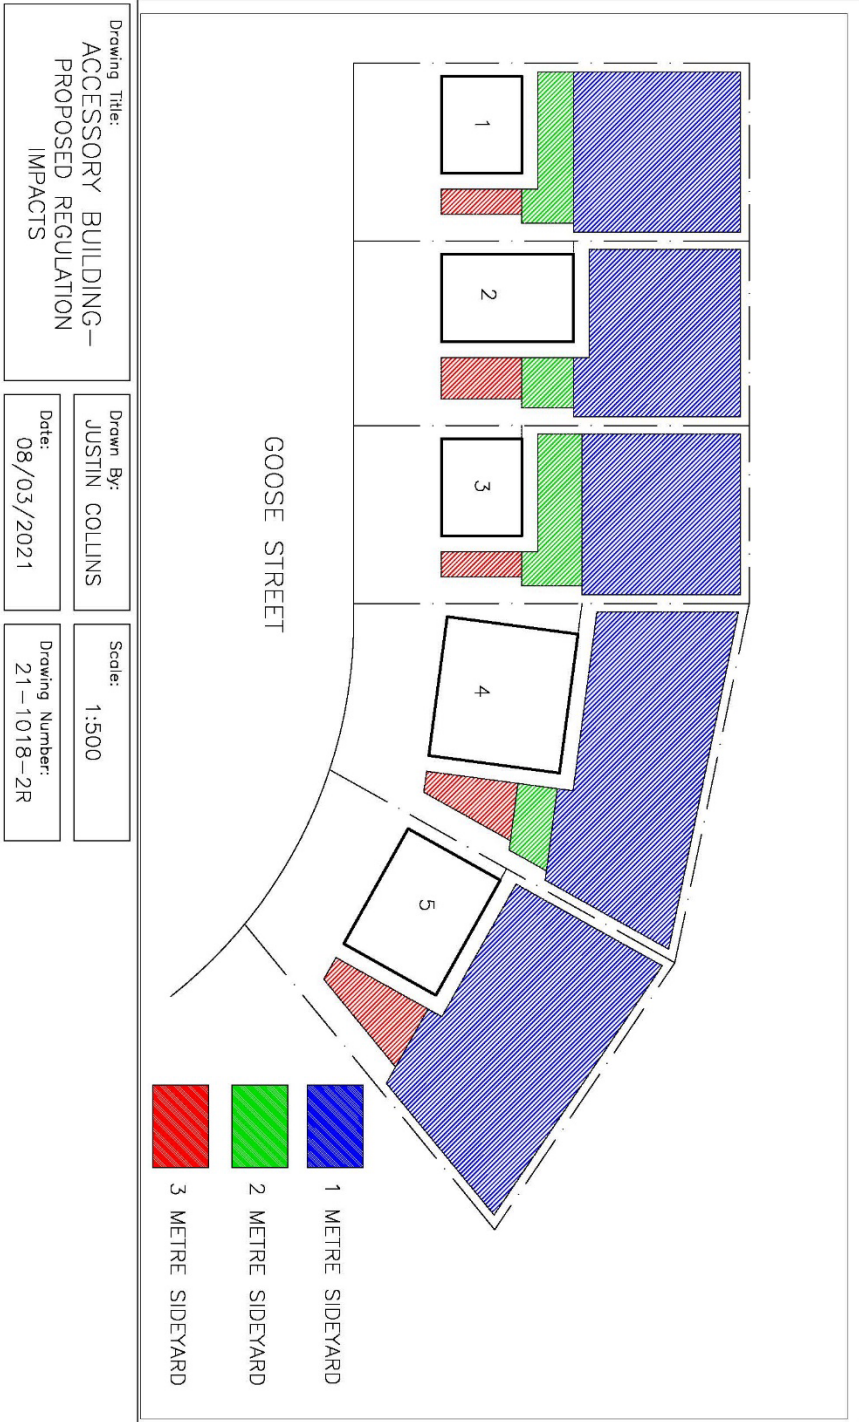 1
2
3
4
5
GOOSE STREET
1 METRE SIDEYARD
2 METRE SIDEYARD
3 METRE SIDEYARD
Drawing Title:
ACCESSORY BUILDING–
PROPOSED REGULATION
IMPACTS
Drawn By:
JUSTIN COLLINS
Date:
08/03/2021
Scale:
1:500
Drawing Number:
21–1018–2R